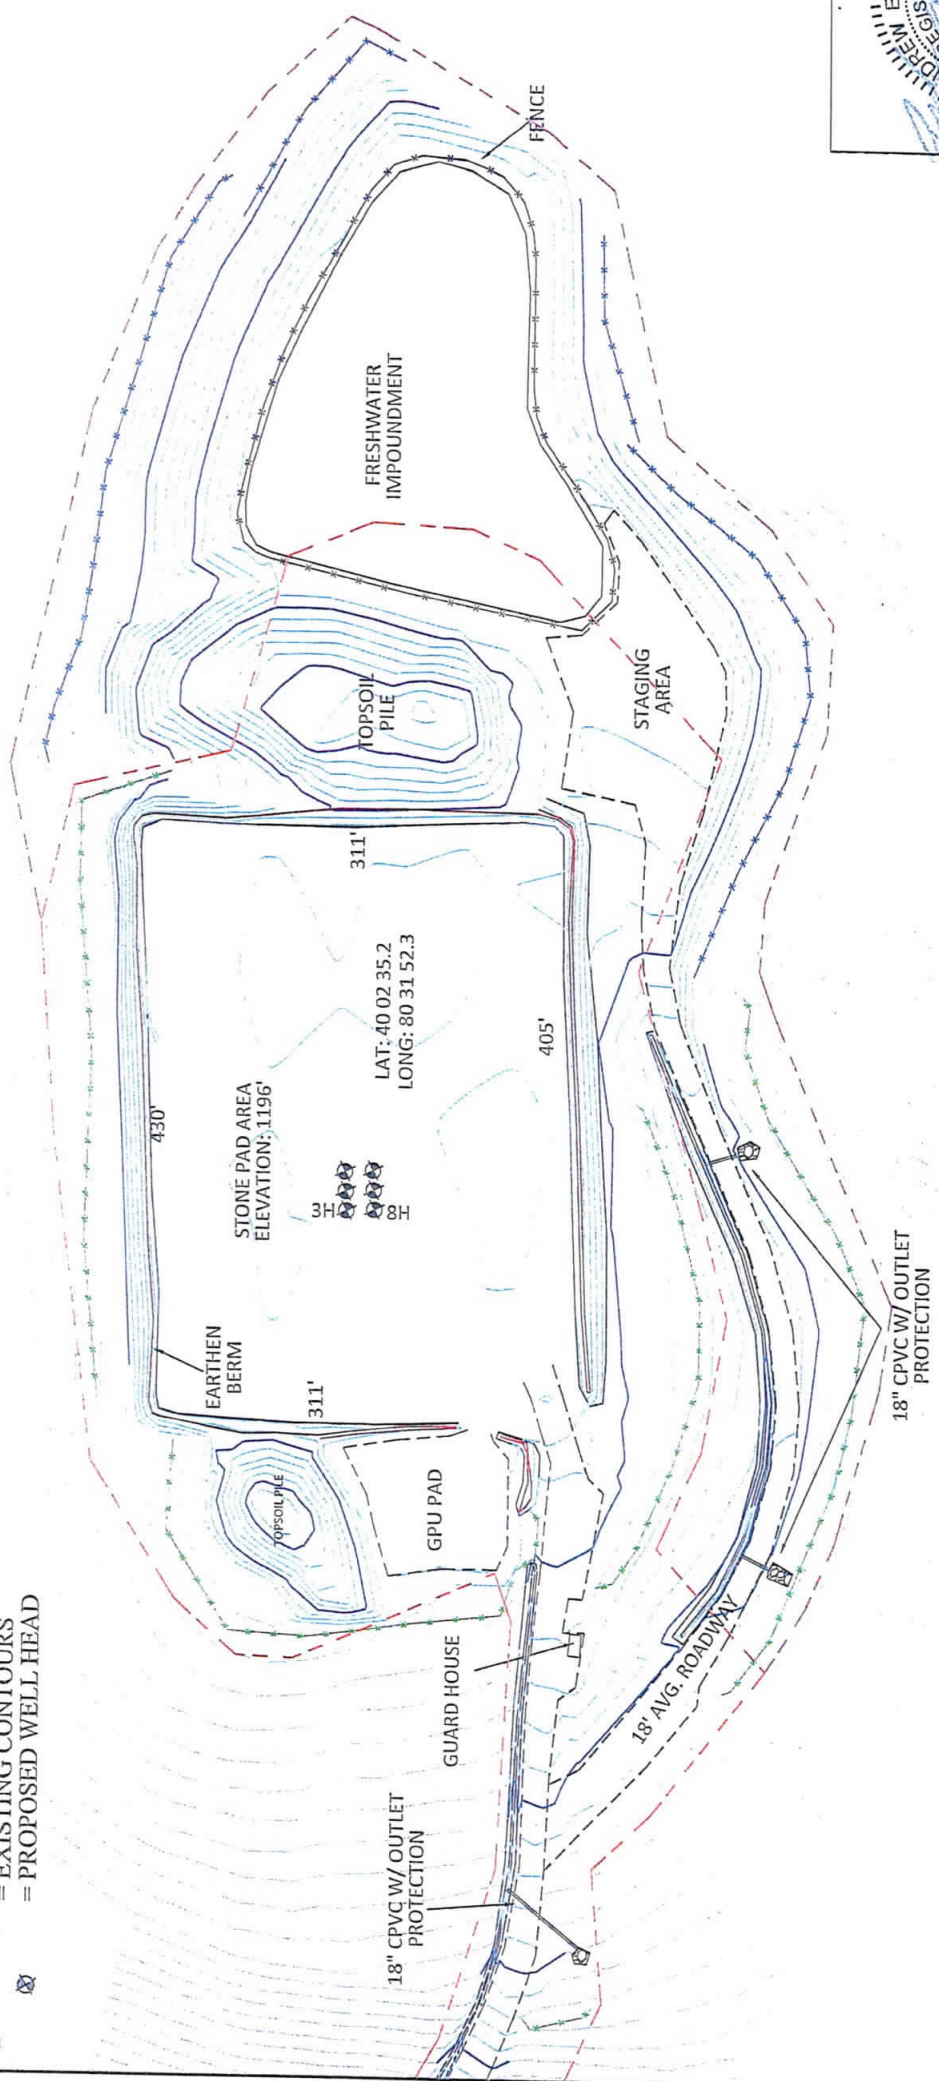 = EXISTING CONTOURS
= PROPOSED WELL HEAD
18" CPVC W/ OUTLET
PROTECTION
GUARD HOUSE
18' AVG. ROADWAY
TOPSOIL PILE
GPU PAD
EARTHEN
BERM
311'
430'
STONE PAD AREA
ELEVATION: 1196'
3H
8H
LAT: 40 02 35.2
LONG: 80 31 52.3
405'
311'
18" CPVC W/ OUTLET
PROTECTION
TOPSOIL
PILE
STAGING
AREA
FRESHWATER
IMPOUNDMENT
FENCE